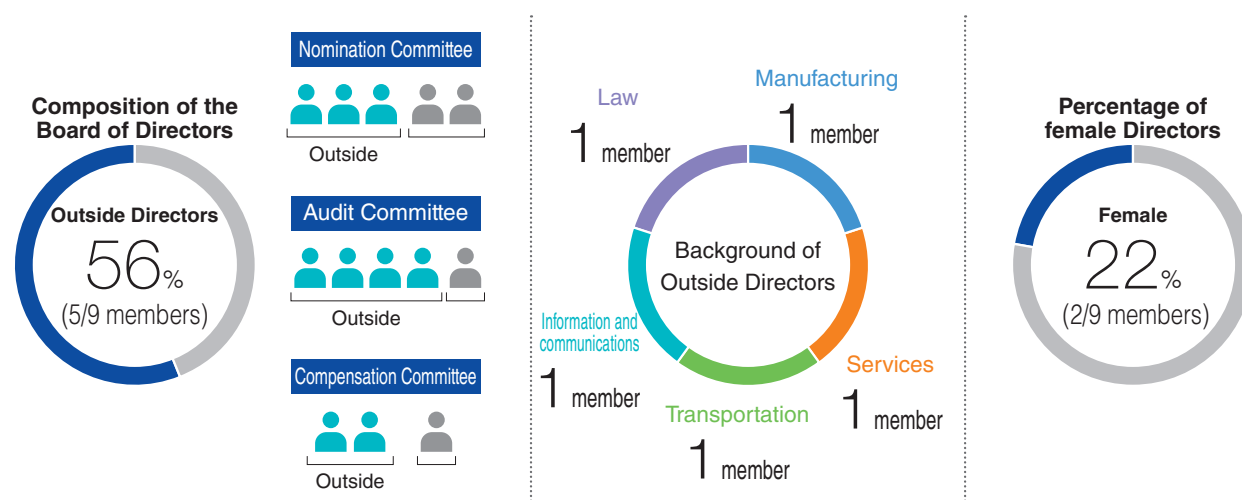 Composition of the
Board of Directors
Outside Directors
56%
(5/9 members)
Nomination Committee
Outside
Audit Committee
Outside
Compensation Committee
Outside
Background of
Outside Directors
Law
1 member
Manufacturing
1 member
Information and
communications
1 member
Services
1 member
Transportation
1 member
Percentage of
female Directors
Female
22%
(2/9 members)